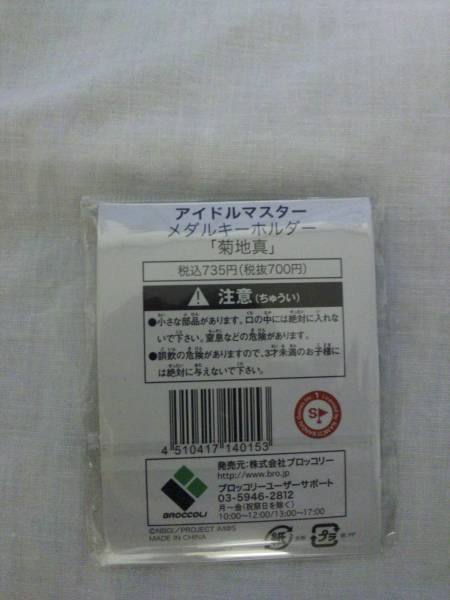 アイドルマスター
メダルキーホルダー
「菊地真」
税込735円(税抜700円)
注意(ちゅうい)
●小さな部品があります。口の中には絶対に入れな
いで下さい。窒息などの危険があります。
●誤飲の危険がありますので、3才未満のお子様に
は絶対に与えないで下さい。
4 510417 140153
発売元:株式会社ブロッコリー
http://www.bro.jp
ブロッコリーユーザーサポート
03-5946-2812
月~金(祝祭日を除く)
10:00~12:00/13:00~17:00
BROCCOLI
©NBGI/PROJECT iM@S
MADE IN CHINA
プラ